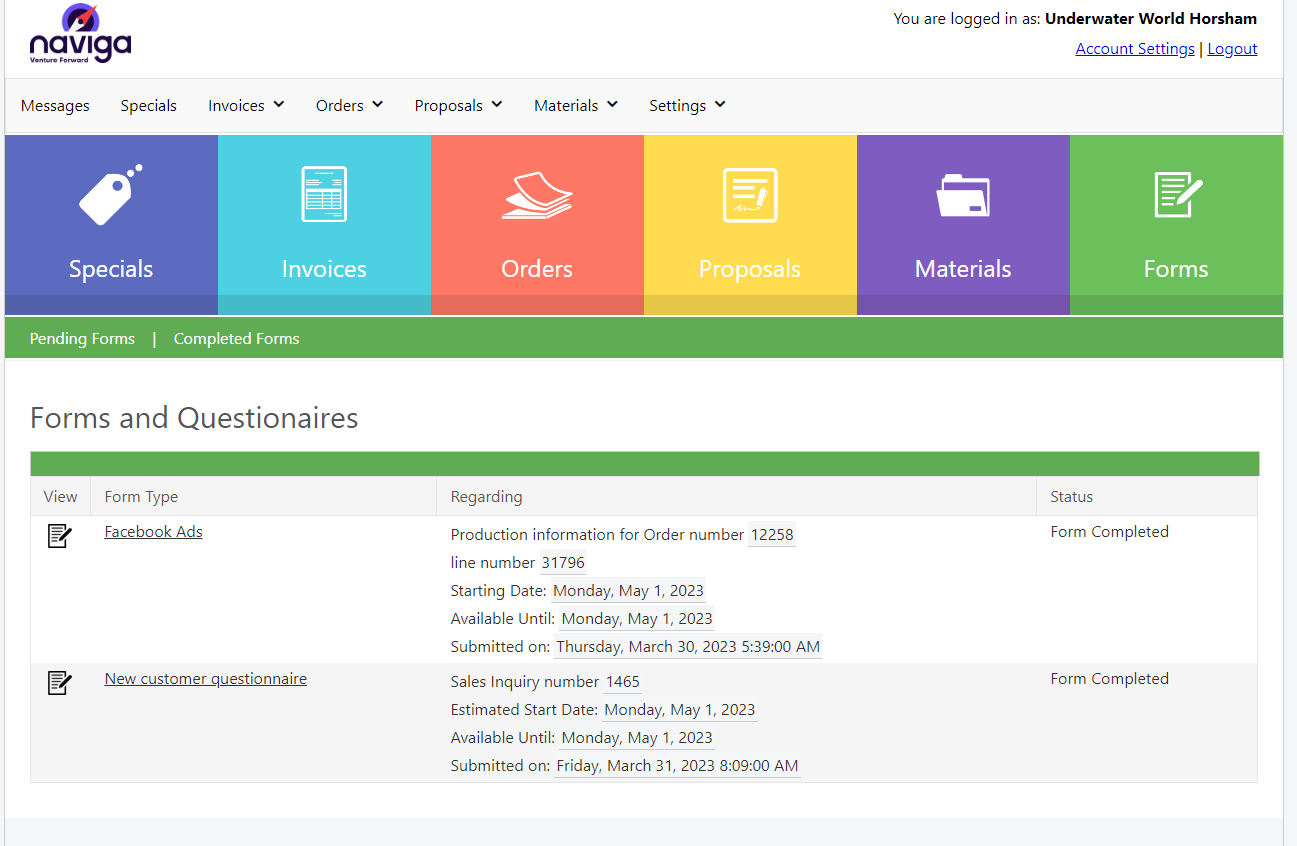 naviga
Venture Forward
You are logged in as: Underwater World Horsham
Account Settings | Logout
Messages Specials Invoices Orders Proposals Materials Settings
Specials Invoices Orders Proposals Materials Forms
Pending Forms | Completed Forms
Forms and Questionaires
View Form Type Regarding Status
Facebook Ads Production information for Order number 12258 Form Completed
line number 31796
Starting Date: Monday, May 1, 2023
Available Until: Monday, May 1, 2023
Submitted on: Thursday, March 30, 2023 5:39:00 AM
New customer questionnaire Sales Inquiry number 1465 Form Completed
Estimated Start Date: Monday, May 1, 2023
Available Until: Monday, May 1, 2023
Submitted on: Friday, March 31, 2023 8:09:00 AM